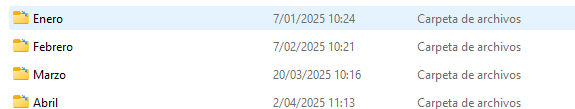 Enero 7/01/2025 10:24 Carpeta de archivos
Febrero 7/02/2025 10:21 Carpeta de archivos
Marzo 20/03/2025 10:16 Carpeta de archivos
Abril 2/04/2025 11:13 Carpeta de archivos